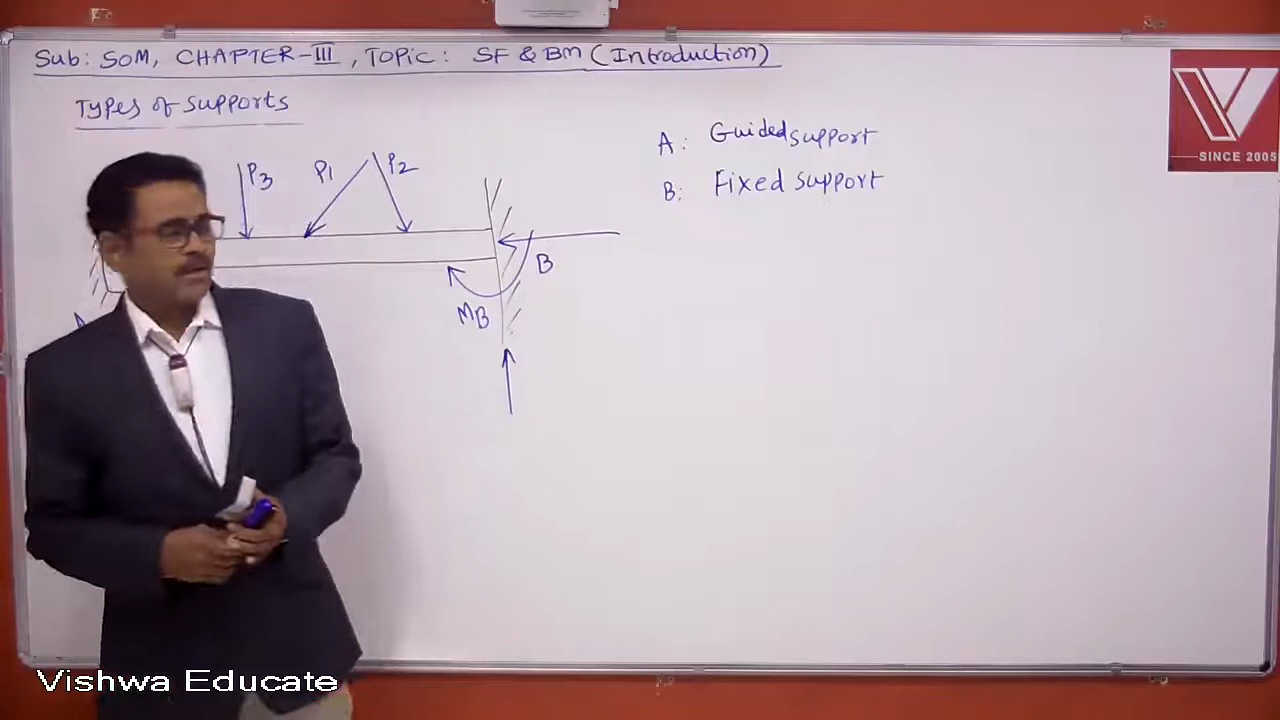 Sub: SOM, CHAPTER-III, TOPIC: SF & BM (Introduction)
Types of Supports
A: Guided support
B: Fixed support
P3 P1 P2
B
MB
SINCE 2005
Vishwa Educate